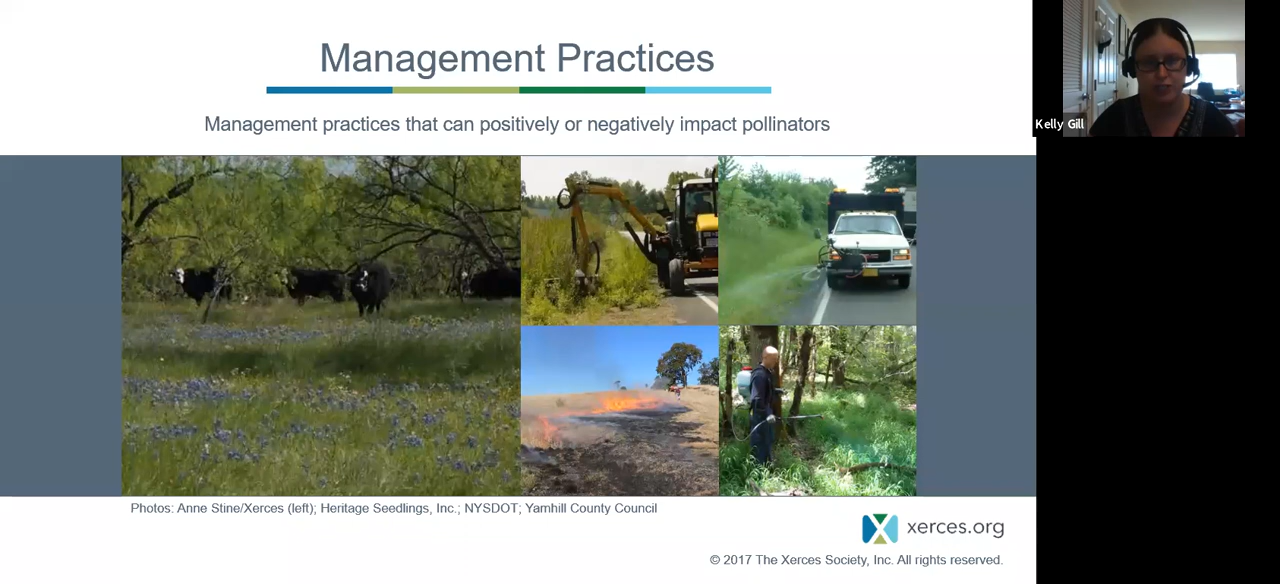 Management Practices
Management practices that can positively or negatively impact pollinators
Kelly Gill
Photos: Anne Stine/Xerces (left); Heritage Seedlings, Inc.; NYSDOT; Yamhill County Council
xerces.org
© 2017 The Xerces Society, Inc. All rights reserved.